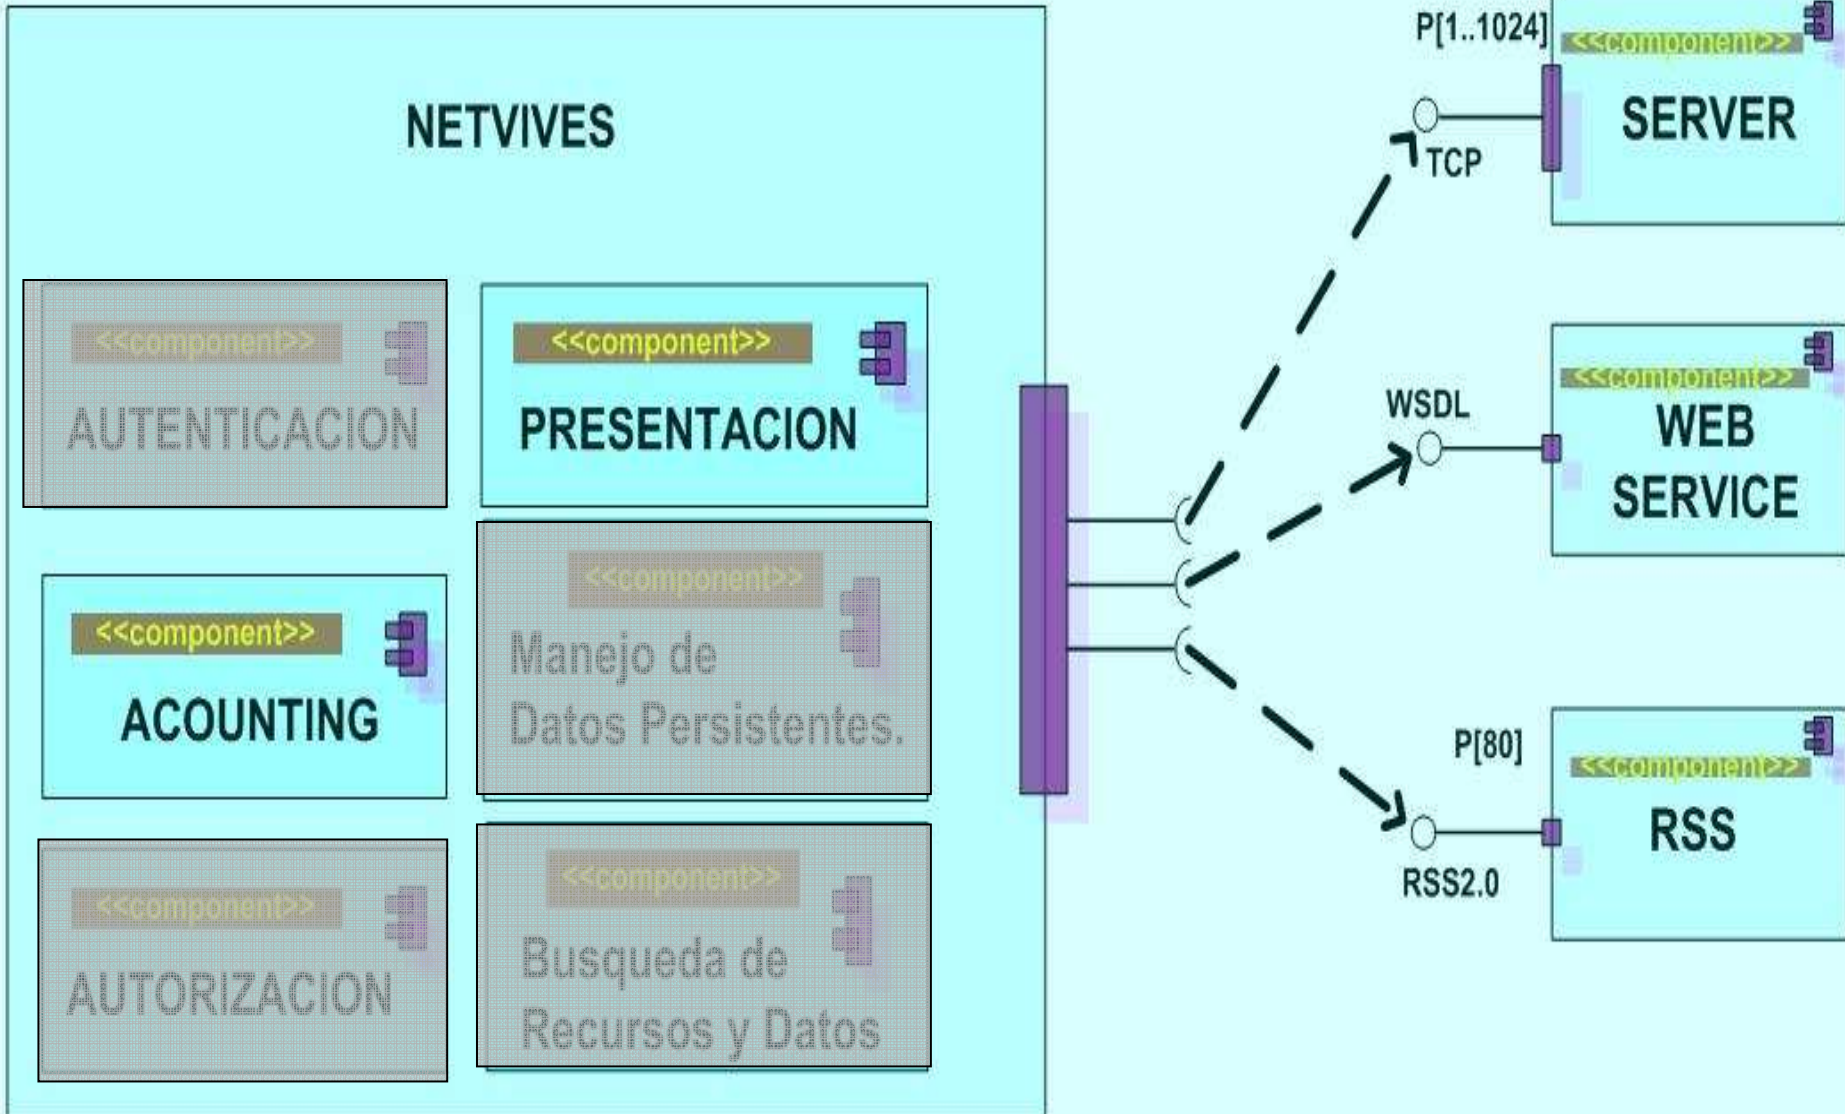 NETVIVES
<<component>>
AUTENTICACION
<<component>>
PRESENTACION
<<component>>
ACOUNTING
<<component>>
Manejo de
Datos Persistentes.
<<component>>
AUTORIZACION
<<component>>
Busqueda de
Recursos y Datos
P[1..1024]
<<component>>
SERVER
TCP
WSDL
<<component>>
WEB
SERVICE
P[80]
<<component>>
RSS
RSS2.0